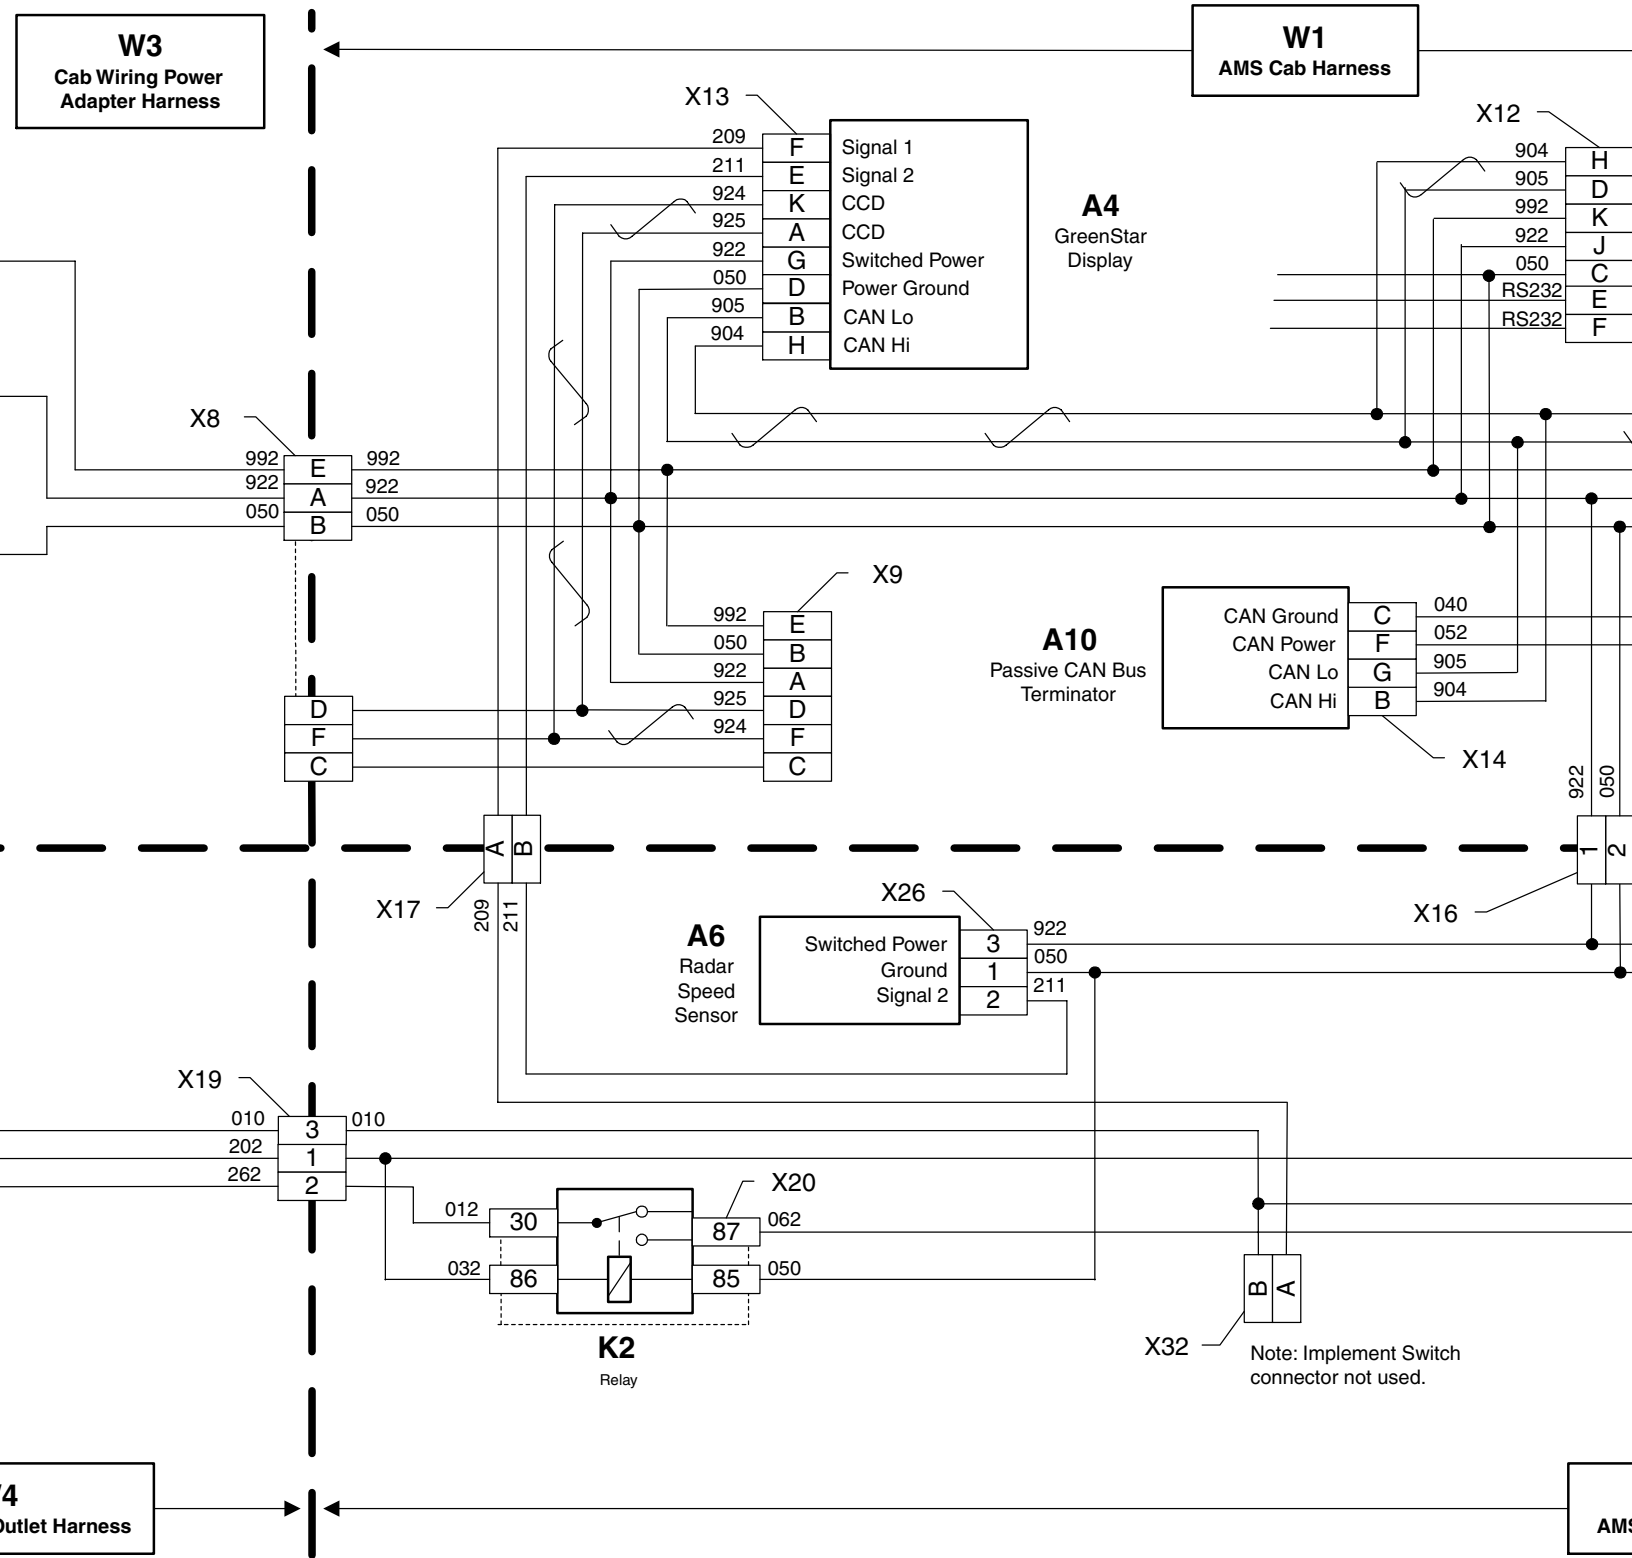 W3
Cab Wiring Power
Adapter Harness
W1
AMS Cab Harness
X13
209 F Signal 1
211 E Signal 2
924 K CCD
925 A CCD
922 G Switched Power
050 D Power Ground
905 B CAN Lo
904 H CAN Hi
A4
GreenStar
Display
X12
904 H
905 D
992 K
922 J
050 C
RS232 E
RS232 F
X8
992 E 992
922 A 922
050 B 050
D
F
C
X9
992 E
050 B
922 A
925 D
924 F
C
A10
Passive CAN Bus
Terminator
CAN Ground C 040
CAN Power F 052
CAN Lo G 905
CAN Hi B 904
X14
922 050
1 2
X16
A B
X17
209 211
X26
A6
Radar
Speed
Sensor
Switched Power 3 922
Ground 1 050
Signal 2 2 211
X19
010 3 010
202 1
262 2
X20
012 30 87 062
032 86 85 050
K2
Relay
B A
X32
Note: Implement Switch
connector not used.
4
Outlet Harness
AMS